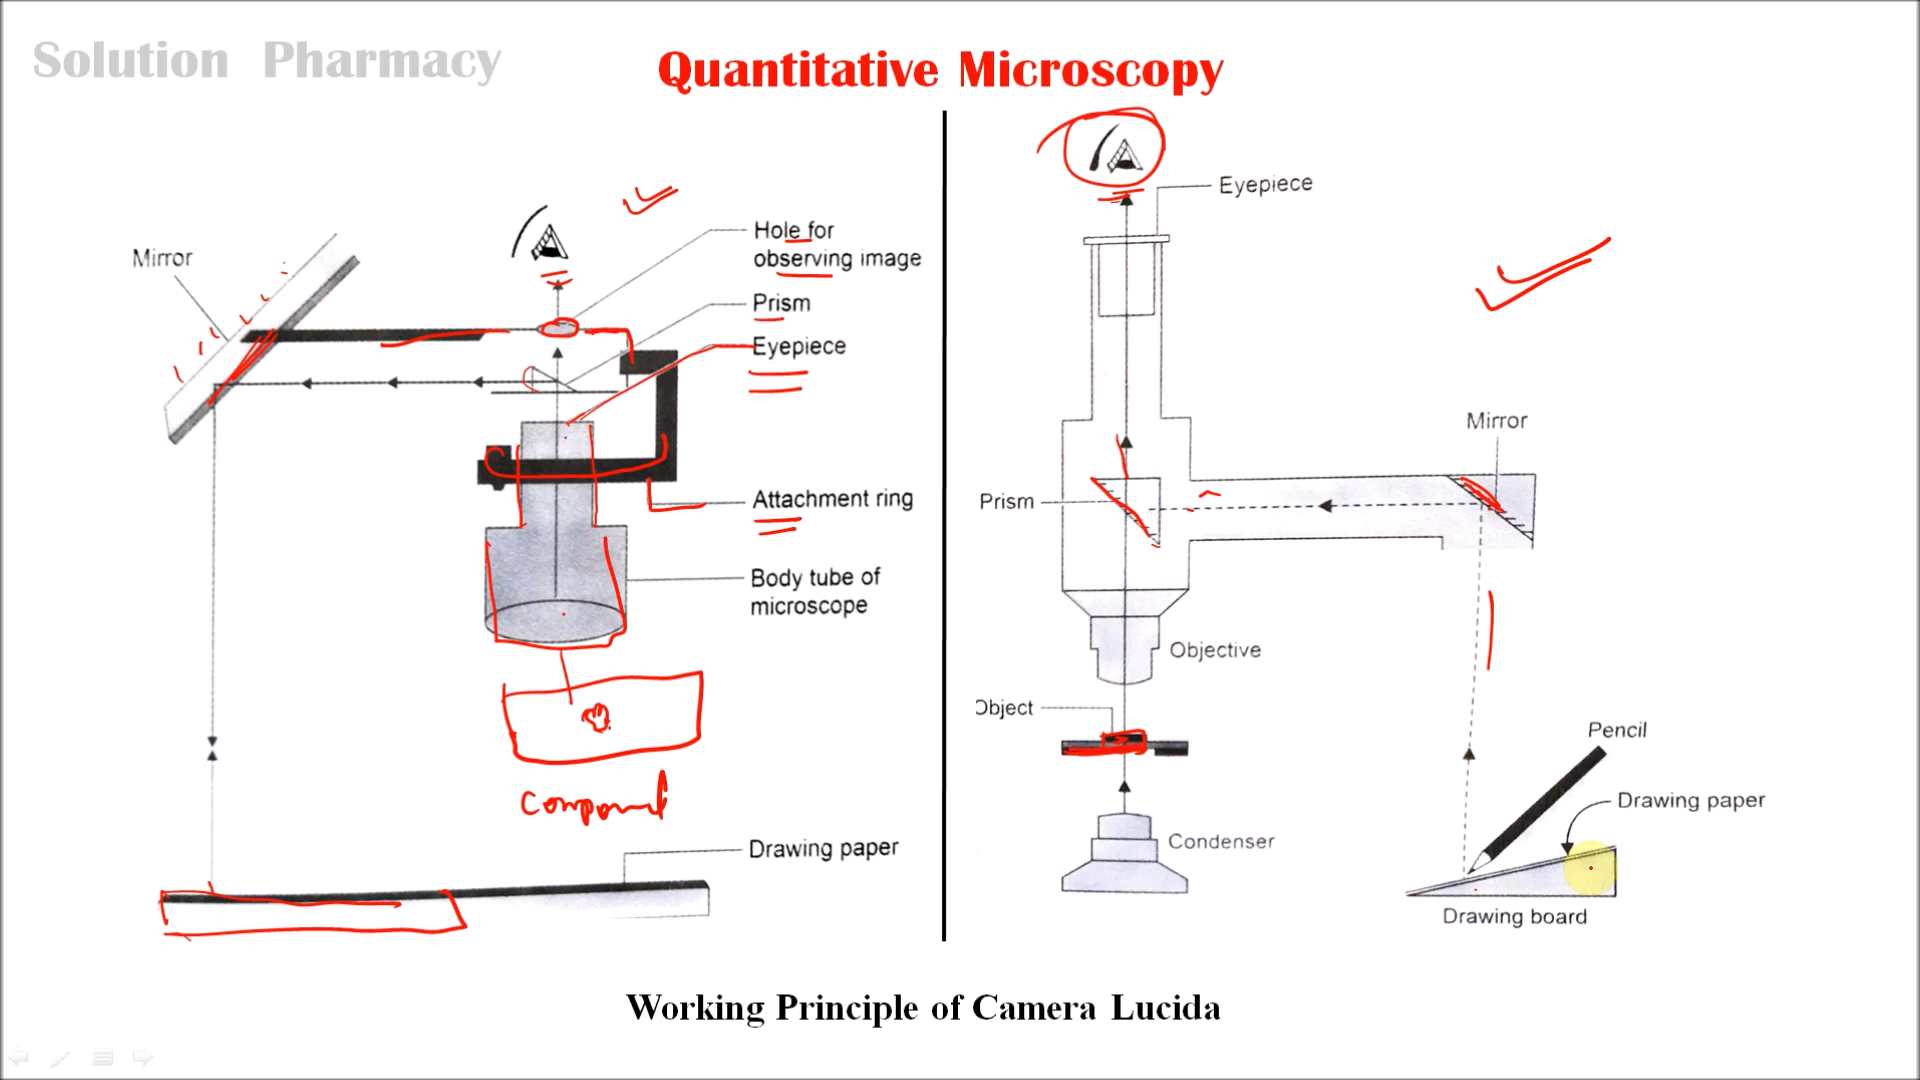 Solution Pharmacy
Quantitative Microscopy
Mirror
Hole for
observing image
Prism
Eyepiece
Attachment ring
Body tube of
microscope
Compound
Drawing paper
Eyepiece
Mirror
Prism
Objective
Object
Condenser
Pencil
Drawing paper
Drawing board
Working Principle of Camera Lucida